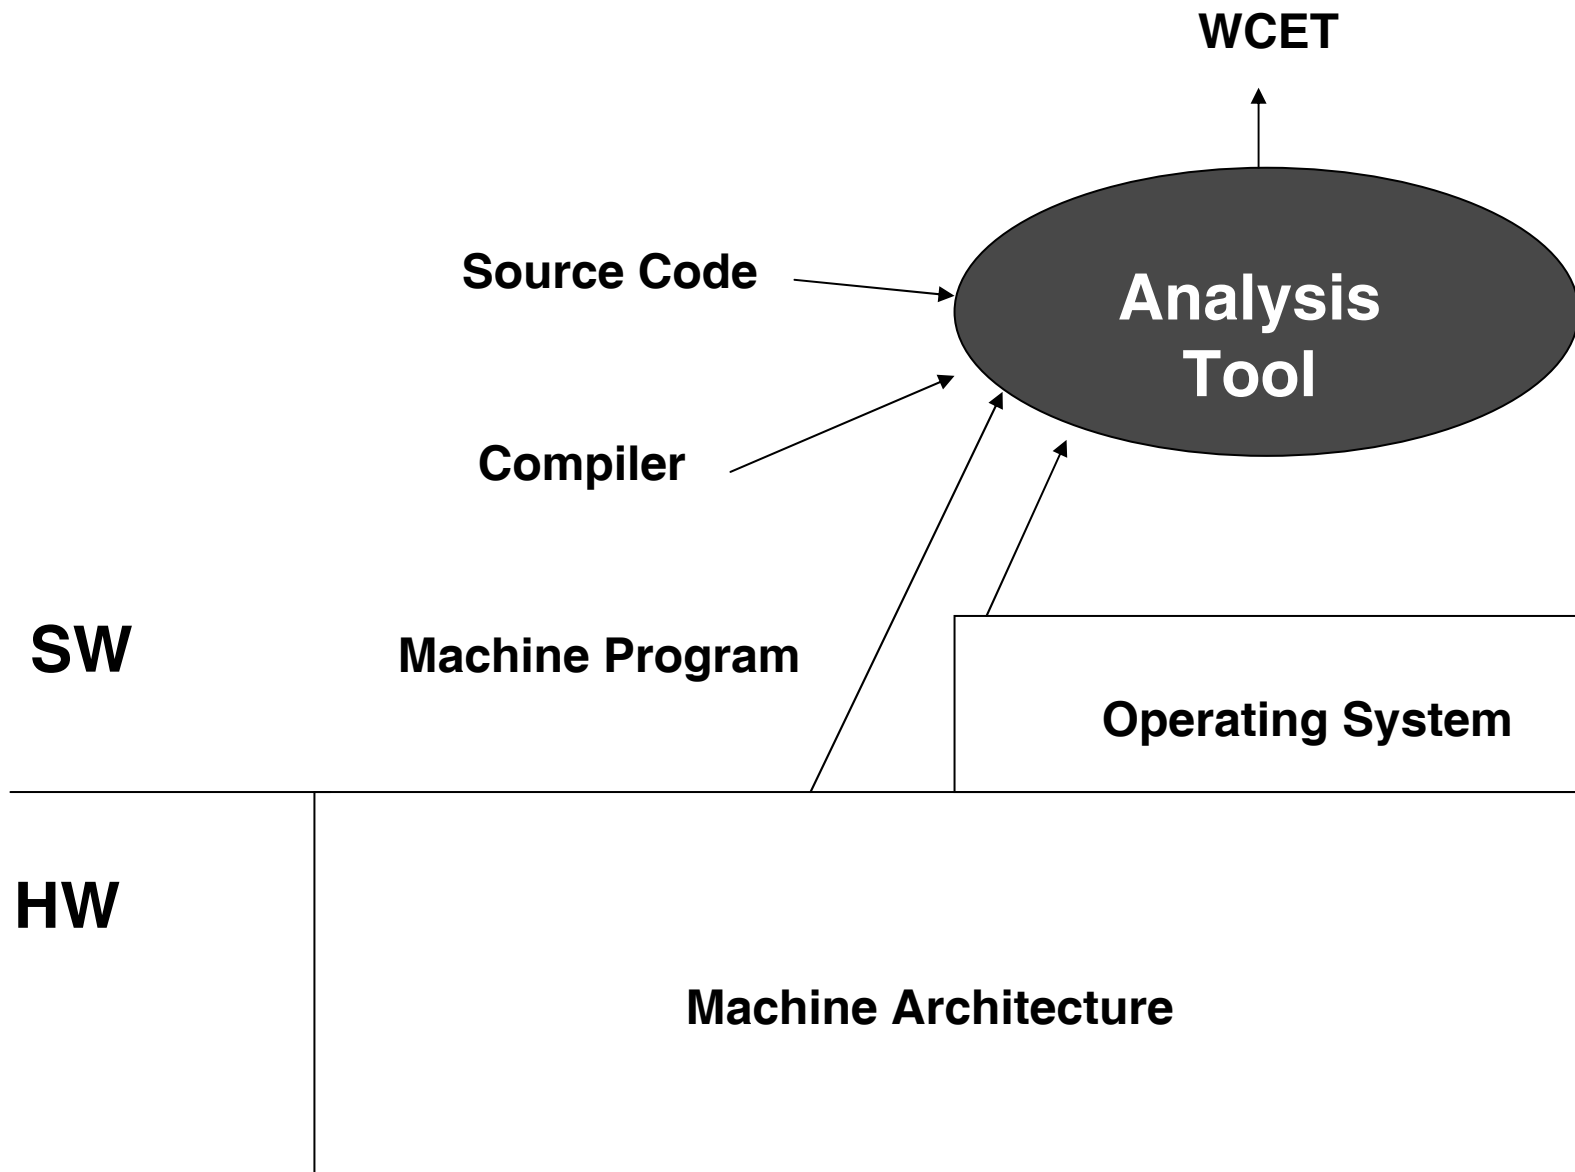 WCET
Source Code
Analysis
Tool
Compiler
SW
Machine Program
Operating System
HW
Machine Architecture